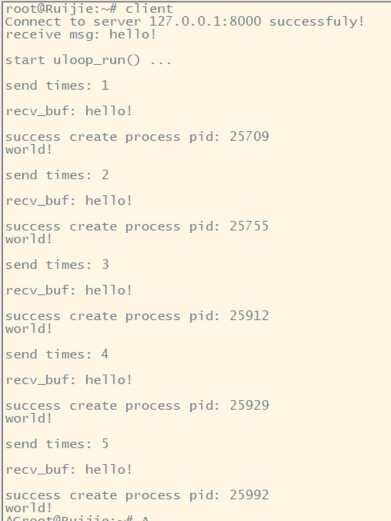 root@Ruijie:~# client
Connect to server 127.0.0.1:8000 successfuly!
receive msg: hello!
start uloop_run() ...
send times: 1
recv_buf: hello!
success create process pid: 25709
world!
send times: 2
recv_buf: hello!
success create process pid: 25755
world!
send times: 3
recv_buf: hello!
success create process pid: 25912
world!
send times: 4
recv_buf: hello!
success create process pid: 25929
world!
send times: 5
recv_buf: hello!
success create process pid: 25992
world!
^Croot@Ruijie:~# ^